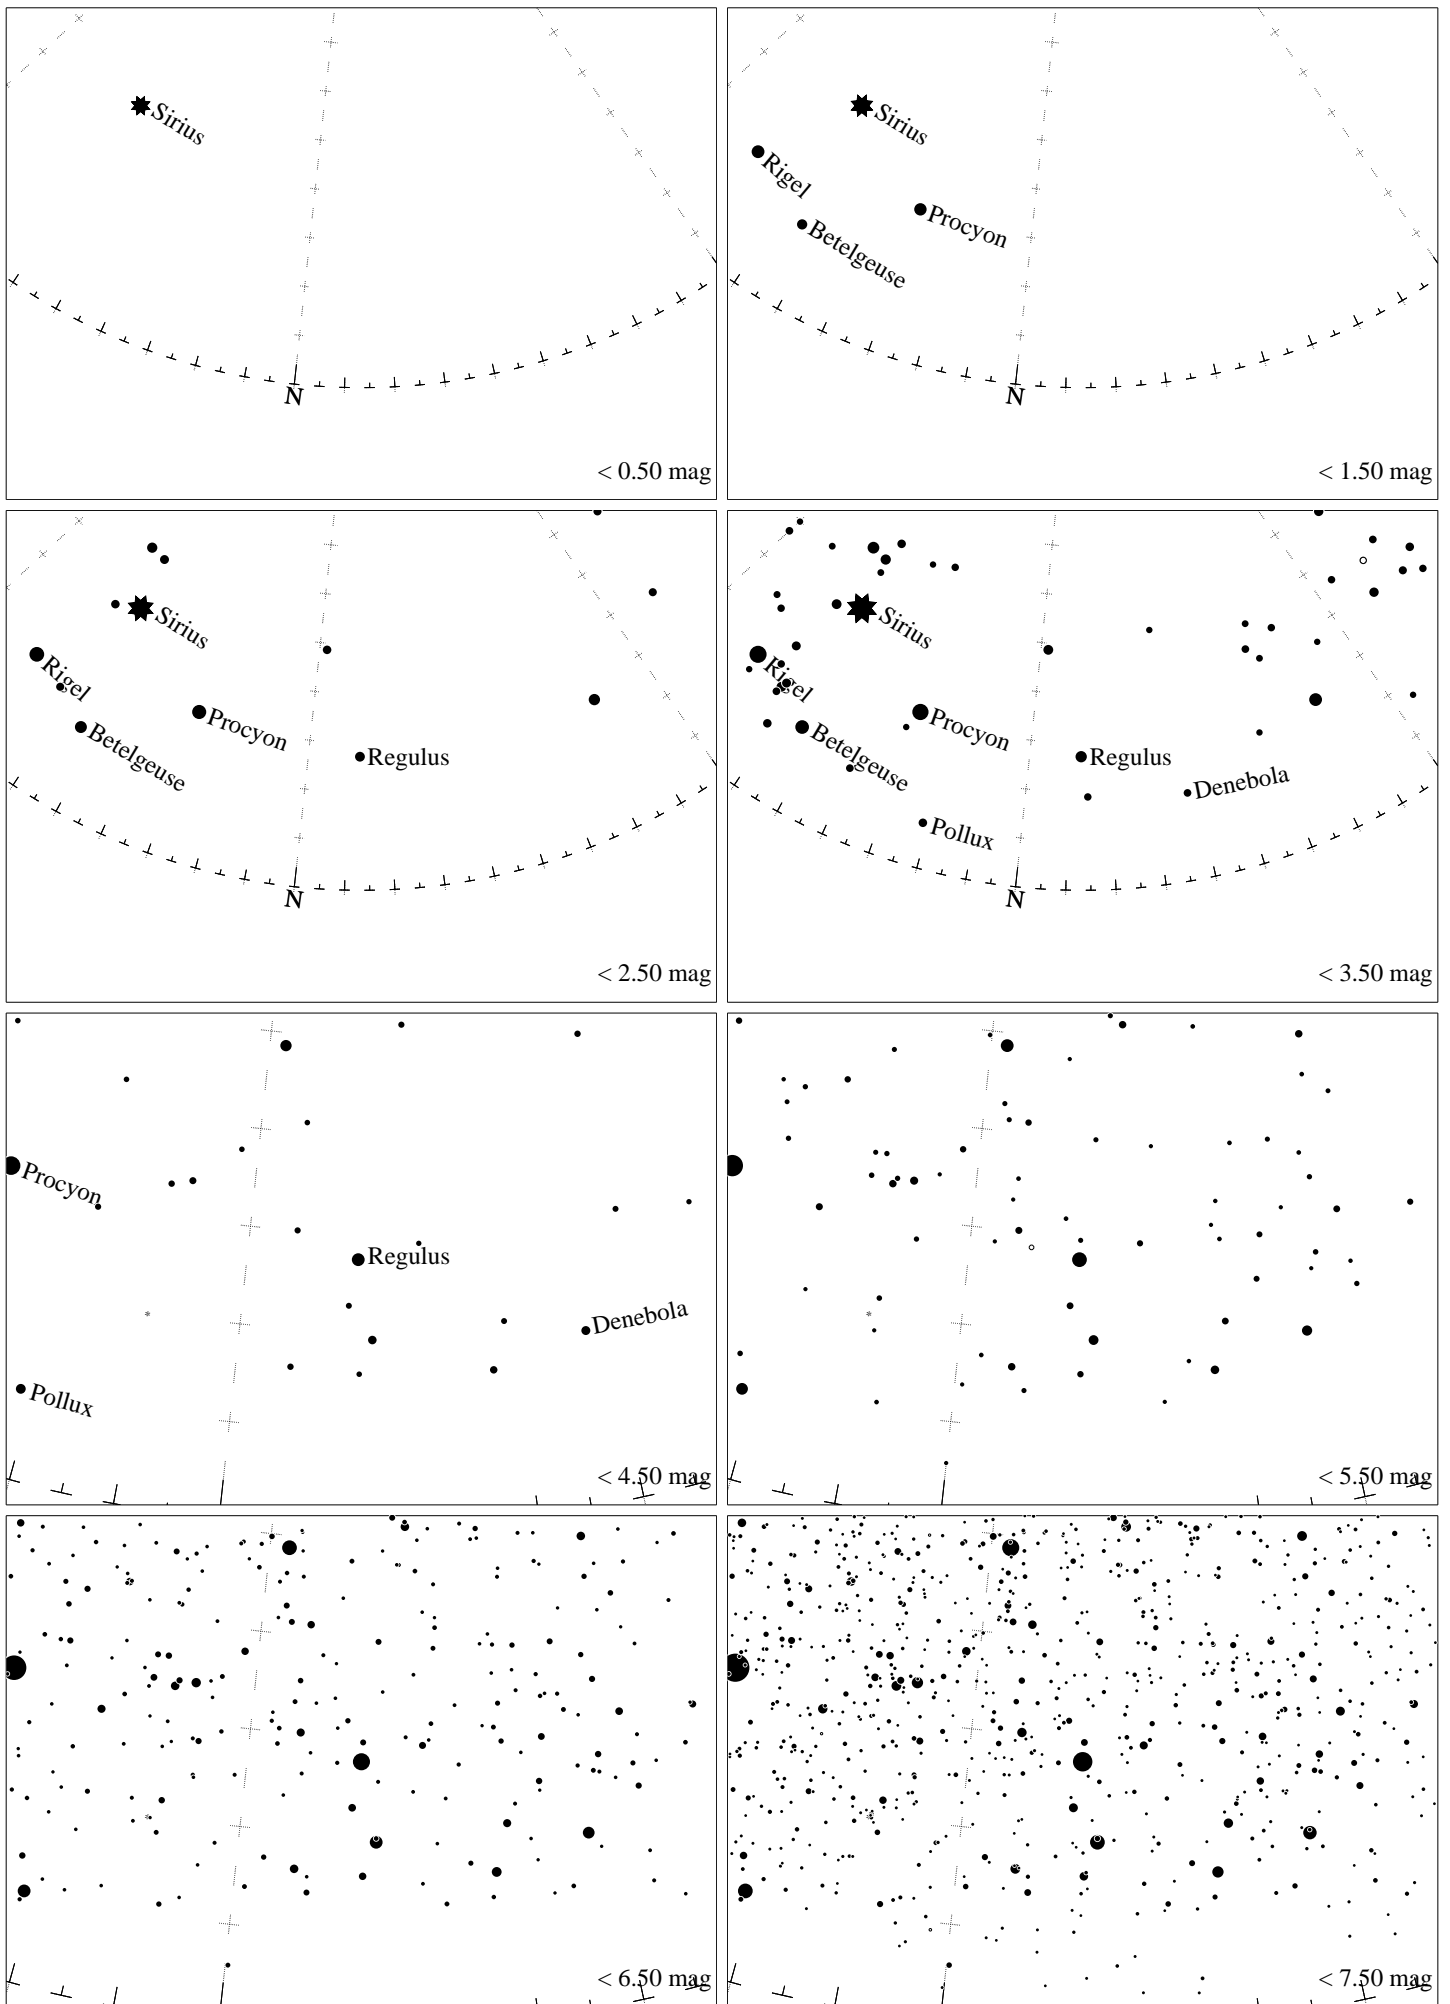 Sirius
N
< 0.50 mag
Sirius
Rigel
Procyon
Betelgeuse
N
< 1.50 mag
Sirius
Rigel
Procyon
Betelgeuse
Regulus
N
< 2.50 mag
Sirius
Rigel
Procyon
Betelgeuse
Regulus
Denebola
Pollux
N
< 3.50 mag
Procyon
Regulus
Denebola
Pollux
< 4.50 mag
< 5.50 mag
< 6.50 mag
< 7.50 mag